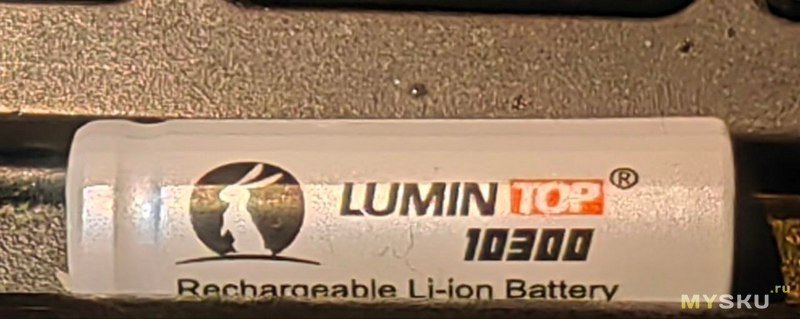 LUMIN TOP®
10300
Rechargeable Li-ion Battery
MYSKU.ru